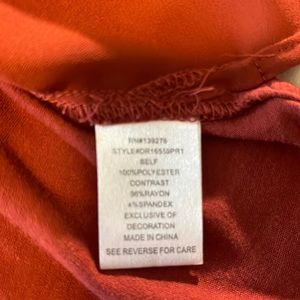 RN#139276
STYLE#DR16559PR1
SELF
100%POLYESTER
CONTRAST
96%RAYON
4%SPANDEX
EXCLUSIVE OF
DECORATION
MADE IN CHINA
SEE REVERSE FOR CARE